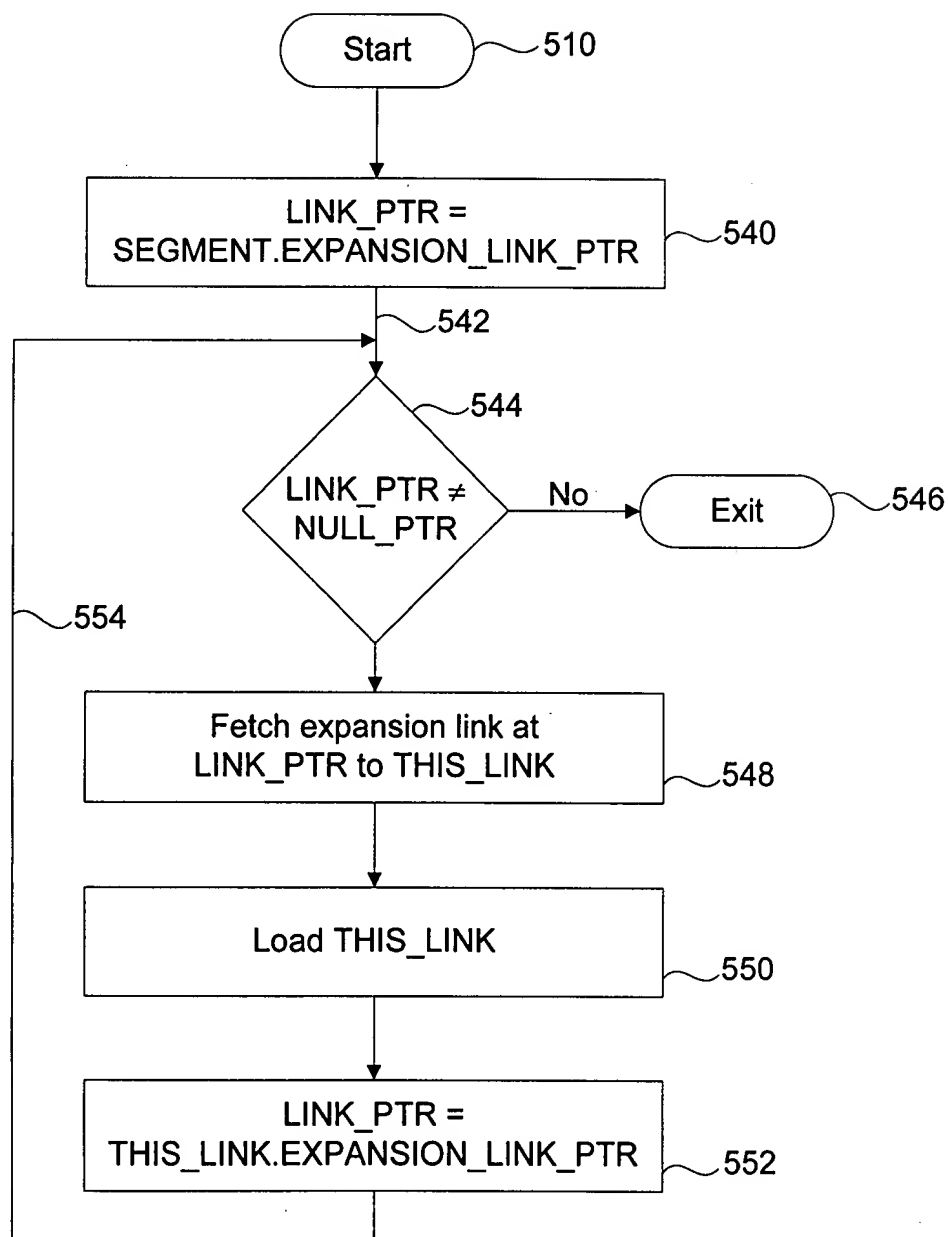 Start
510
LINK_PTR =
SEGMENT.EXPANSION_LINK_PTR
540
542
544
LINK_PTR ≠
NULL_PTR
No
Exit
546
554
Fetch expansion link at
LINK_PTR to THIS_LINK
548
Load THIS_LINK
550
LINK_PTR =
THIS_LINK.EXPANSION_LINK_PTR
552